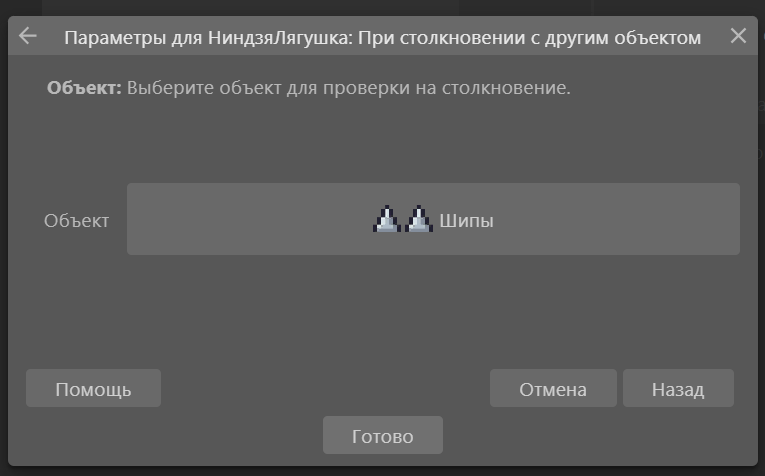 Параметры для НиндзяЛягушка: При столкновении с другим объектом
Объект: Выберите объект для проверки на столкновение.
Объект
Шипы
Помощь
Отмена
Назад
Готово